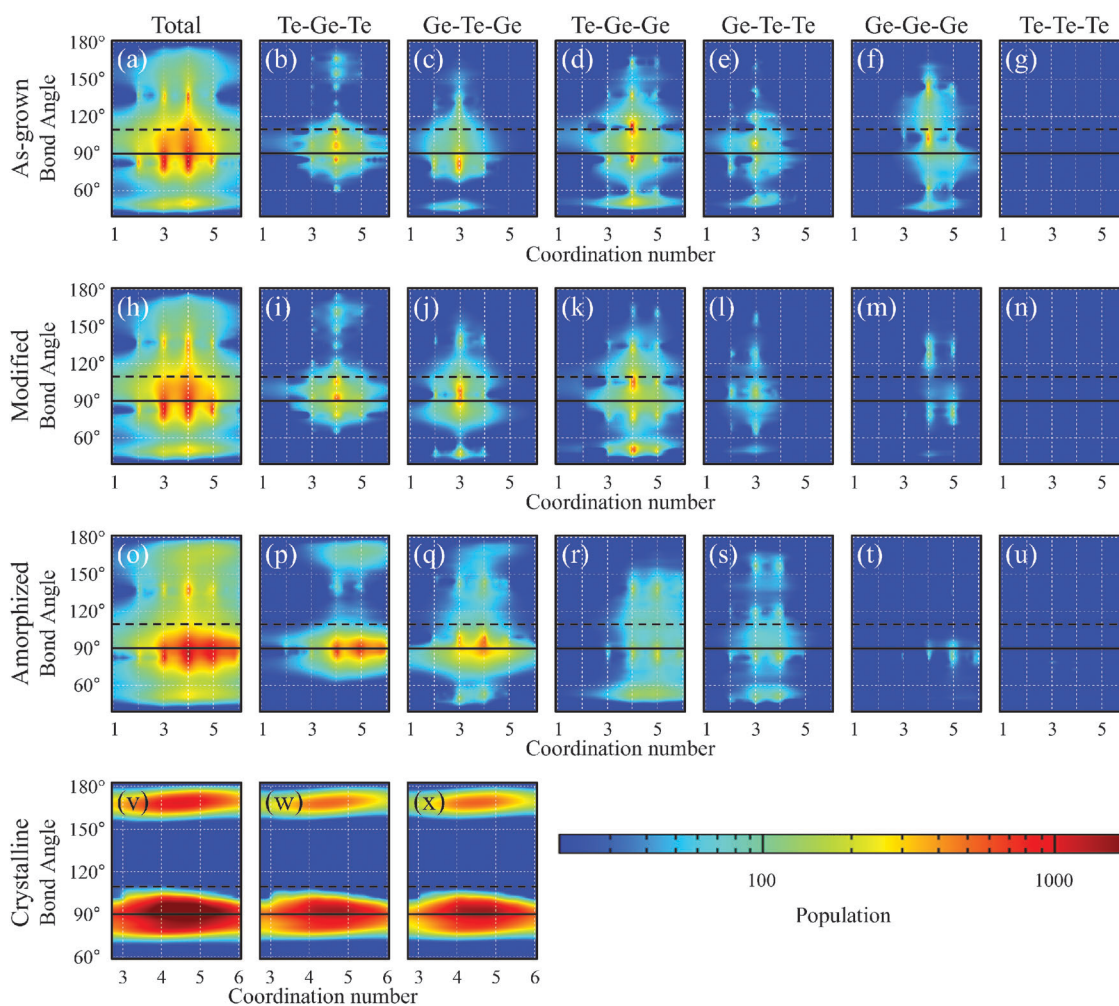 Total Te-Ge-Te Ge-Te-Ge Te-Ge-Ge Ge-Te-Te Ge-Ge-Ge Te-Te-Te
As-grown
Bond Angle
180°
150°
120°
90°
60°
(a) (b) (c) (d) (e) (f) (g)
1 3 5 1 3 5 1 3 5 1 3 5 1 3 5 1 3 5 1 3 5
Coordination number
Modified
Bond Angle
180°
150°
120°
90°
60°
(h) (i) (j) (k) (l) (m) (n)
1 3 5 1 3 5 1 3 5 1 3 5 1 3 5 1 3 5 1 3 5
Coordination number
Amorphized
Bond Angle
180°
150°
120°
90°
60°
(o) (p) (q) (r) (s) (t) (u)
1 3 5 1 3 5 1 3 5 1 3 5 1 3 5 1 3 5 1 3 5
Coordination number
Crystalline
Bond Angle
180°
150°
120°
90°
60°
(v) (w) (x)
3 4 5 6 3 4 5 6 3 4 5 6
Coordination number
100 1000
Population